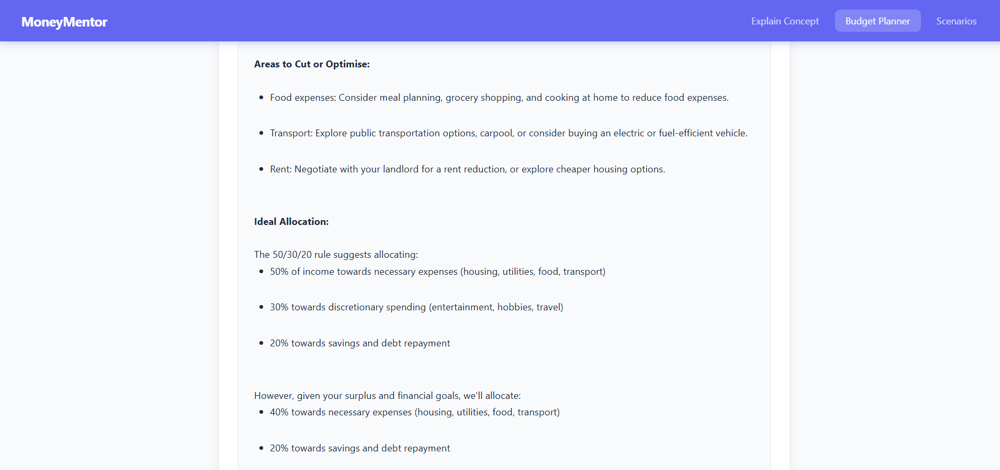 MoneyMentor
Explain Concept
Budget Planner
Scenarios
Areas to Cut or Optimise:
Food expenses: Consider meal planning, grocery shopping, and cooking at home to reduce food expenses.
Transport: Explore public transportation options, carpool, or consider buying an electric or fuel-efficient vehicle.
Rent: Negotiate with your landlord for a rent reduction, or explore cheaper housing options.
Ideal Allocation:
The 50/30/20 rule suggests allocating:
50% of income towards necessary expenses (housing, utilities, food, transport)
30% towards discretionary spending (entertainment, hobbies, travel)
20% towards savings and debt repayment
However, given your surplus and financial goals, we'll allocate:
40% towards necessary expenses (housing, utilities, food, transport)
20% towards savings and debt repayment